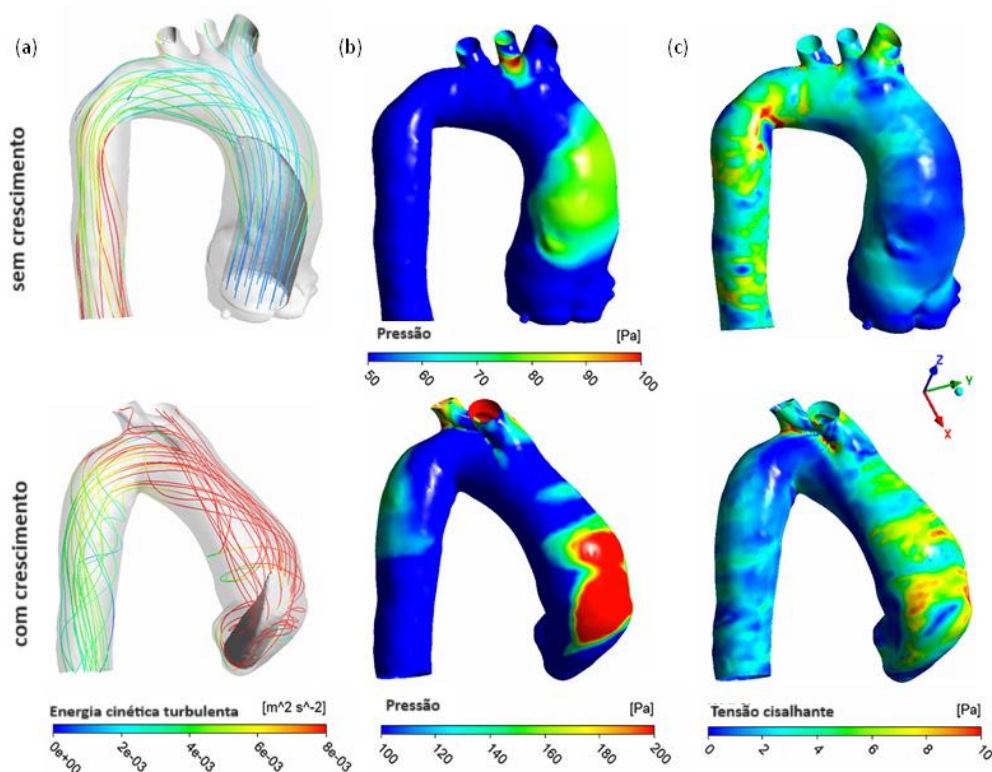 (a)
(b)
(c)
sem crescimento
Pressão [Pa]
50 60 70 80 90 100
Z
Y
X
com crescimento
Energia cinética turbulenta [m^2 s^-2]
0e+00 2e-03 4e-03 6e-03 8e-03
Pressão [Pa]
100 120 140 160 180 200
Tensão cisalhante [Pa]
0 2 4 6 8 10